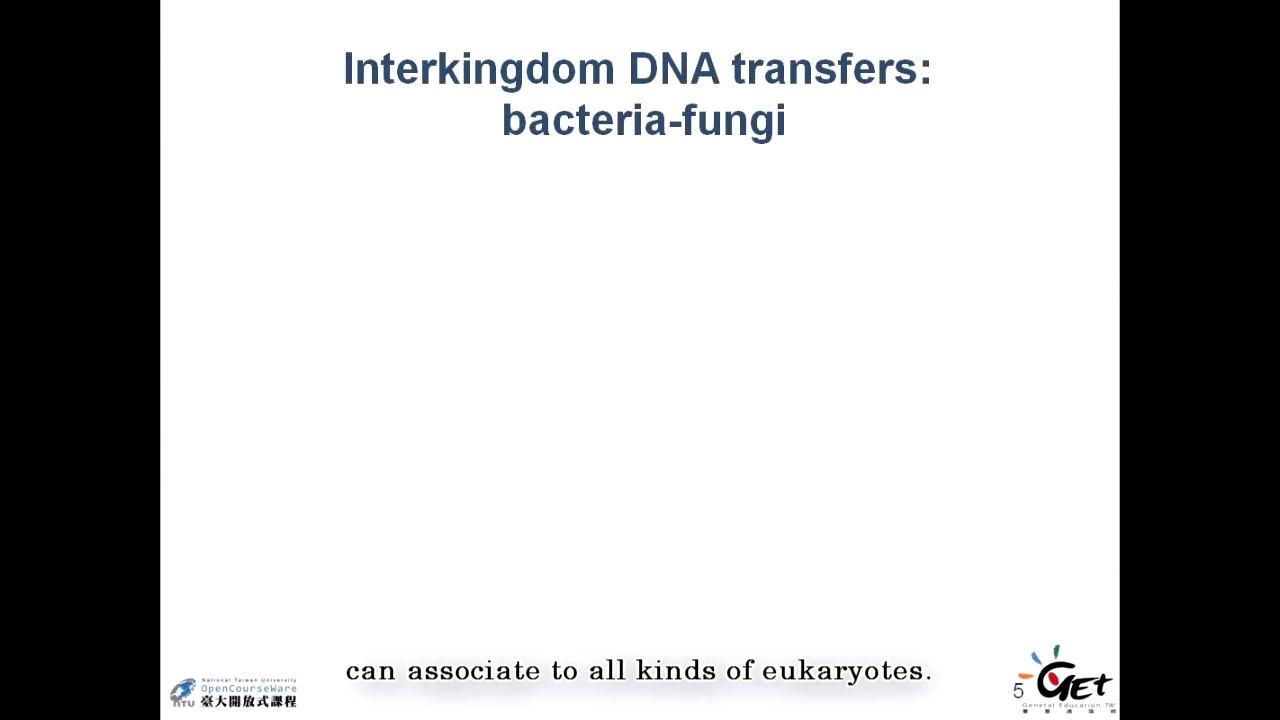 Interkingdom DNA transfers:
bacteria-fungi
can associate to all kinds of eukaryotes.
National Taiwan University
OpenCourseWare
NTU 臺大開放式課程
5
GEt
General Education TW